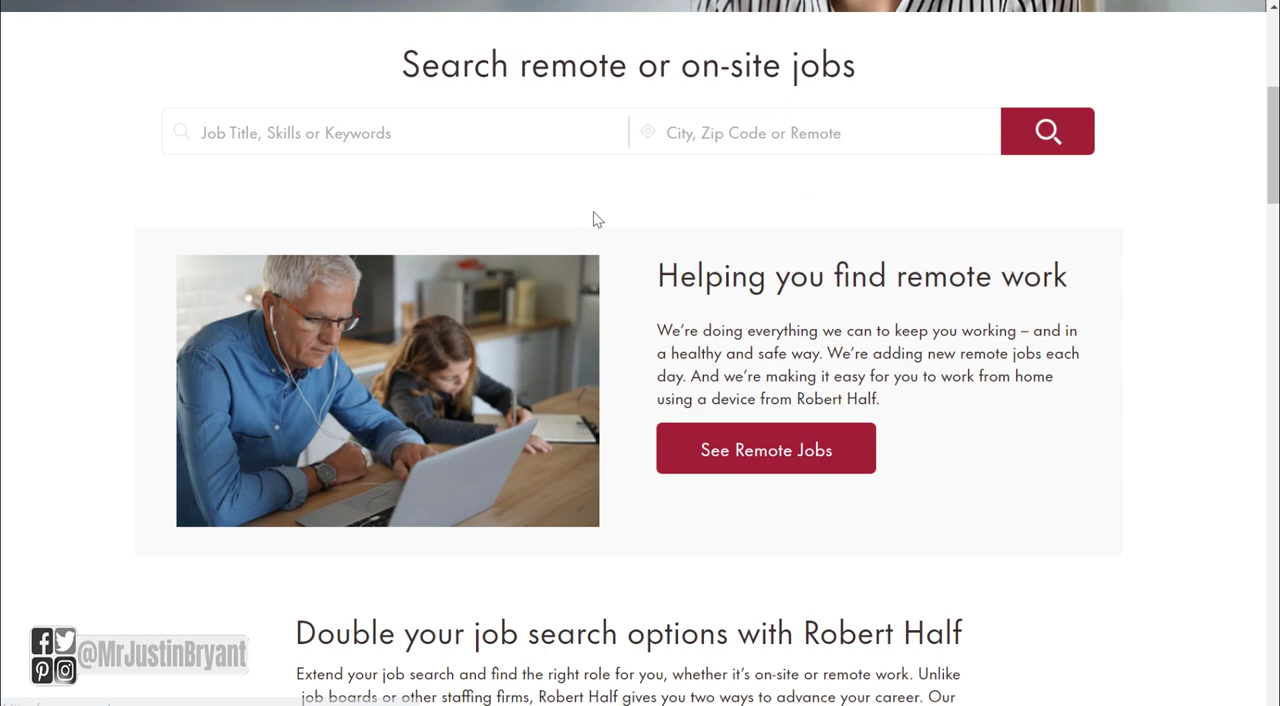 Search remote or on-site jobs
Job Title, Skills or Keywords
City, Zip Code or Remote
Helping you find remote work
We're doing everything we can to keep you working – and in
a healthy and safe way. We're adding new remote jobs each
day. And we're making it easy for you to work from home
using a device from Robert Half.
See Remote Jobs
Double your job search options with Robert Half
Extend your job search and find the right role for you, whether it's on-site or remote work. Unlike
job boards or other staffing firms, Robert Half gives you two ways to advance your career. Our
@MrJustinBryant